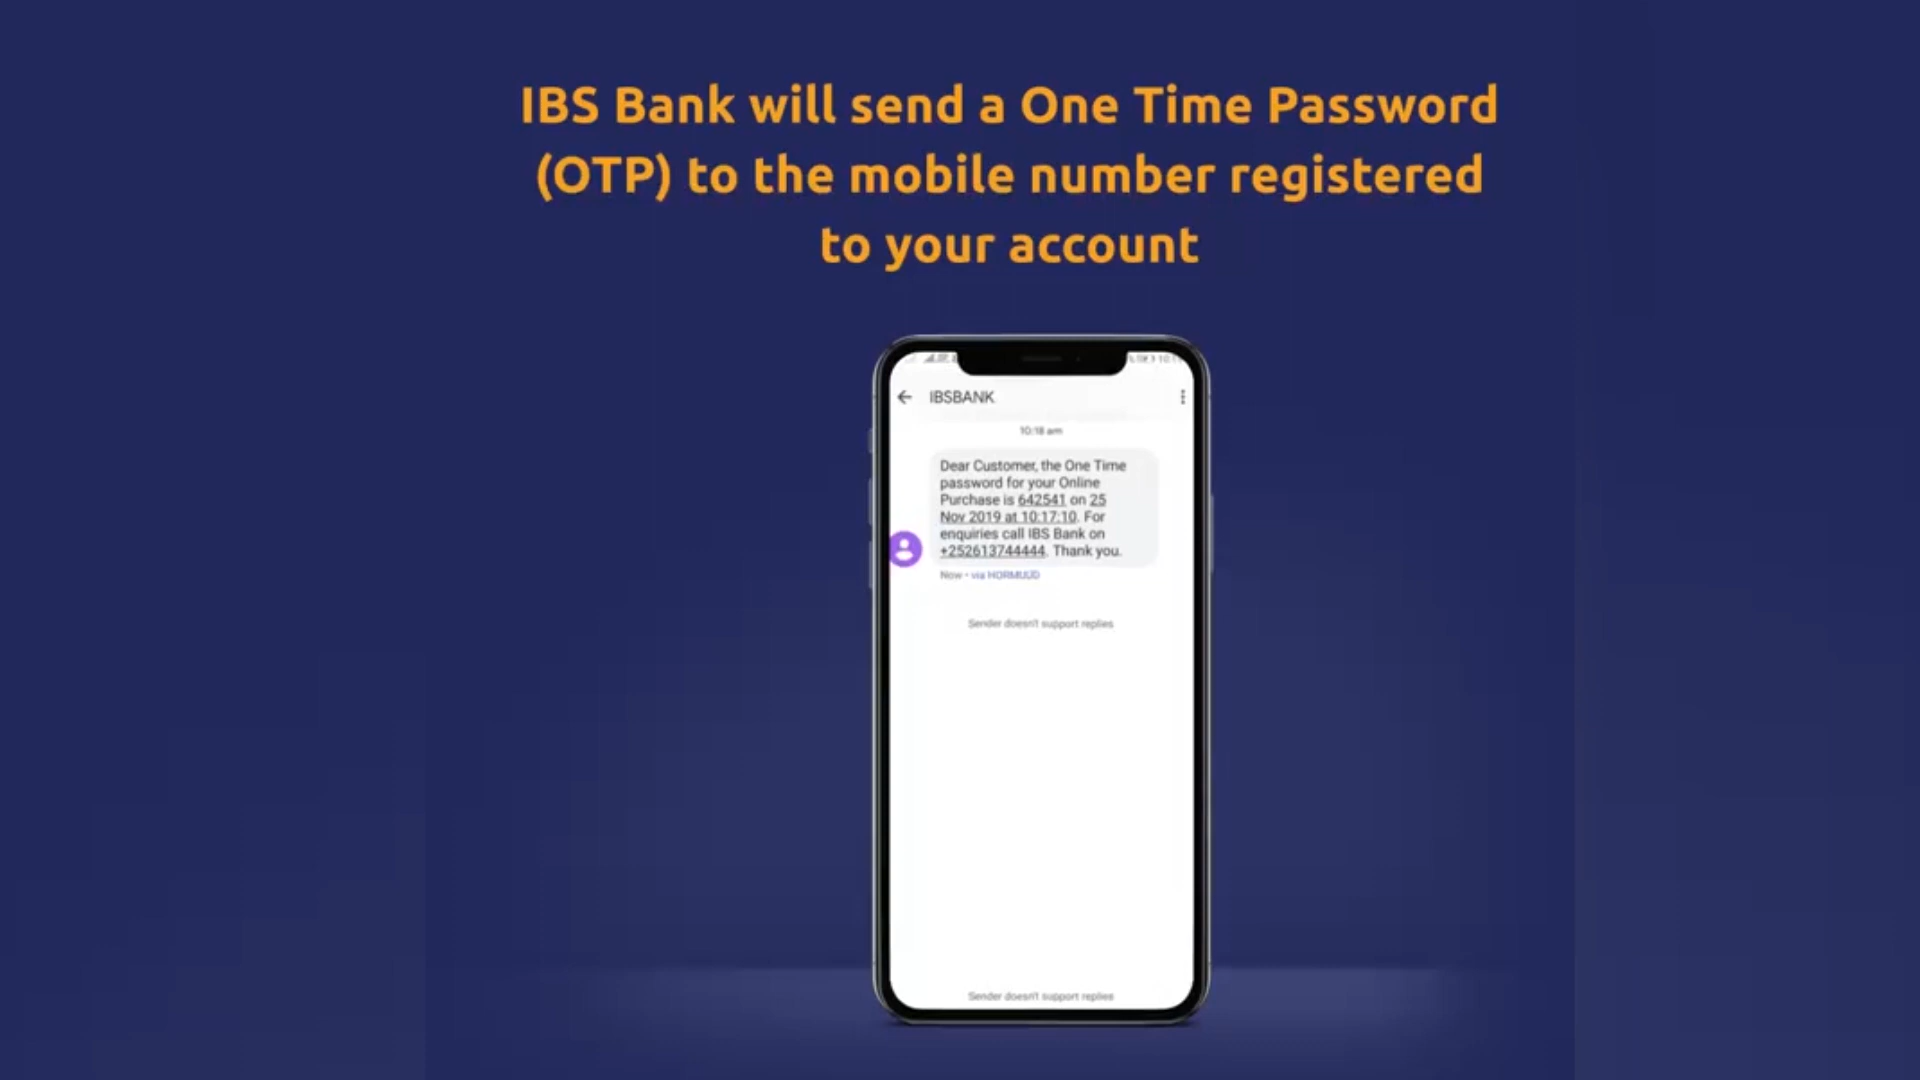 IBS Bank will send a One Time Password
(OTP) to the mobile number registered
to your account
IBSBANK
10:18 am
Dear Customer, the One Time
password for your Online
Purchase is 642541 on 25
Nov 2019 at 10:17:10. For
enquiries call IBS Bank on
+252613744444. Thank you.
Now • via HORMUUD
Sender doesn't support replies
Sender doesn't support replies